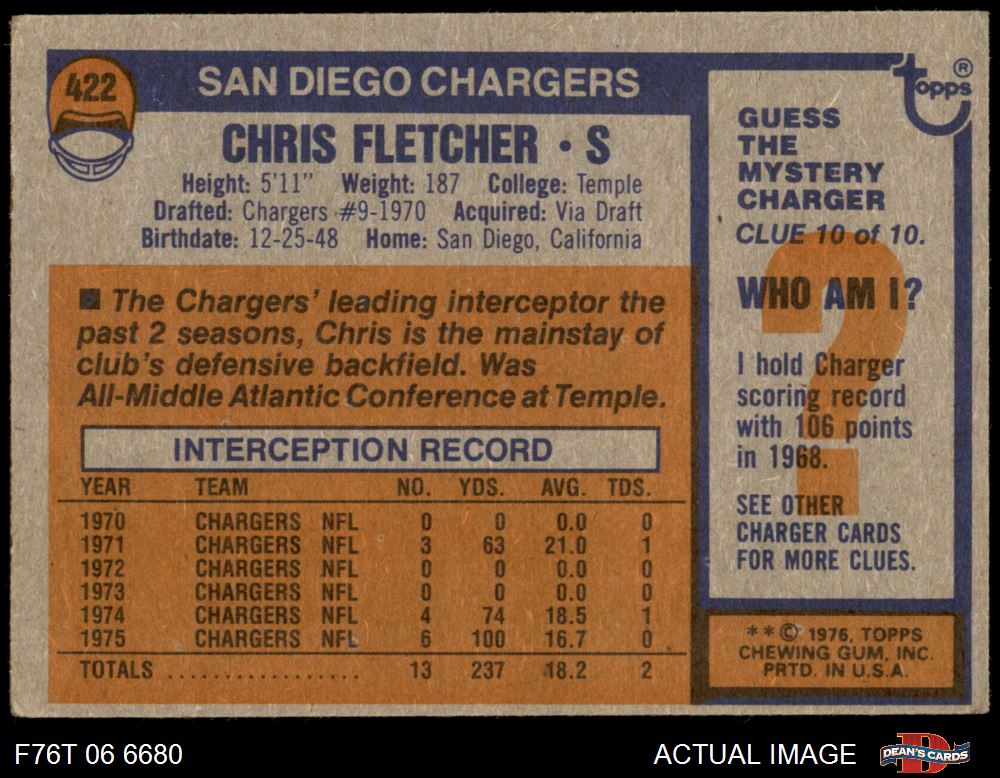 422
SAN DIEGO CHARGERS
CHRIS FLETCHER • S
Height: 5'11" Weight: 187 College: Temple
Drafted: Chargers #9-1970 Acquired: Via Draft
Birthdate: 12-25-48 Home: San Diego, California
■ The Chargers' leading interceptor the
past 2 seasons, Chris is the mainstay of
club's defensive backfield. Was
All-Middle Atlantic Conference at Temple.
INTERCEPTION RECORD
YEAR TEAM NO. YDS. AVG. TDS.
1970 CHARGERS NFL 0 0 0.0 0
1971 CHARGERS NFL 3 63 21.0 1
1972 CHARGERS NFL 0 0 0.0 0
1973 CHARGERS NFL 0 0 0.0 0
1974 CHARGERS NFL 4 74 18.5 1
1975 CHARGERS NFL 6 100 16.7 0
TOTALS .................. 13 237 18.2 2
topps ®
GUESS
THE
MYSTERY
CHARGER
CLUE 10 of 10.
?
WHO AM I?
I hold Charger
scoring record
with 106 points
in 1968.
SEE OTHER
CHARGER CARDS
FOR MORE CLUES.
**© 1976, TOPPS
CHEWING GUM, INC.
PRTD. IN U.S.A.
F76T 06 6680
ACTUAL IMAGE
D
DEAN'S CARDS